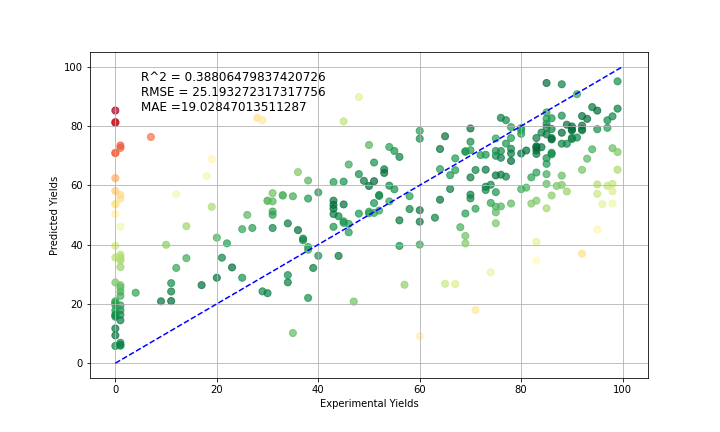 R^2 = 0.38806479837420726
RMSE = 25.193272317317756
MAE =19.02847013511287
100
80
60
40
20
0
Predicted Yields
0 20 40 60 80 100
Experimental Yields